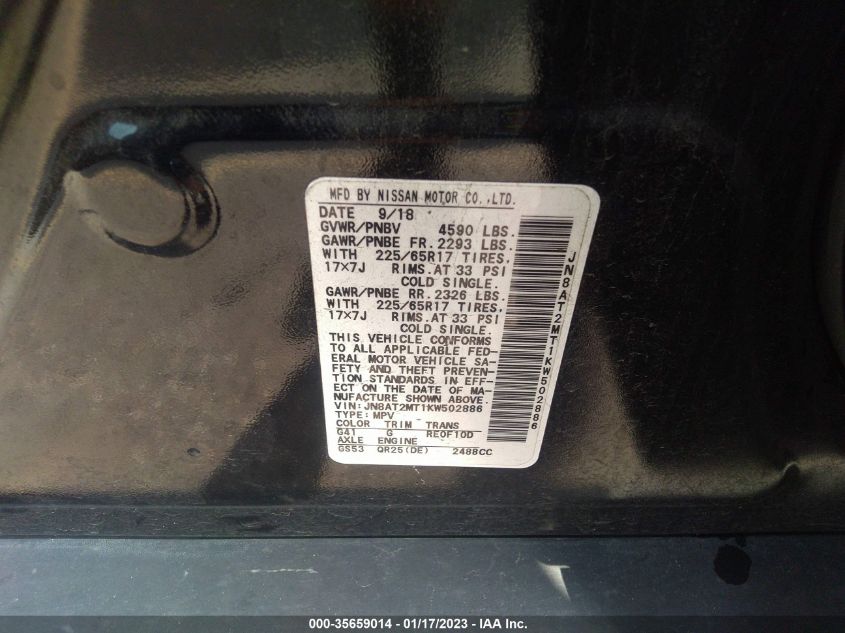 MFD BY NISSAN MOTOR CO.,LTD.
DATE 9/18
GVWR/PNBV 4590 LBS.
GAWR/PNBE FR. 2293 LBS.
WITH 225/65R17 TIRES,
17×7J RIMS.AT 33 PSI
COLD SINGLE.
GAWR/PNBE RR. 2326 LBS.
WITH 225/65R17 TIRES,
17×7J RIMS.AT 33 PSI
COLD SINGLE.
THIS VEHICLE CONFORMS
TO ALL APPLICABLE FED-
ERAL MOTOR VEHICLE SA-
FETY AND THEFT PREVEN-
TION STANDARDS IN EFF-
ECT ON THE DATE OF MA-
NUFACTURE SHOWN ABOVE.
VIN: JN8AT2MT1KW502886
TYPE: MPV
COLOR TRIM TRANS
G41 G RE0F10D
AXLE ENGINE
GS53 QR25(DE) 2488CC
JN8AT2MT1KW502886
000-35659014 — 01/17/2023 — IAA Inc.